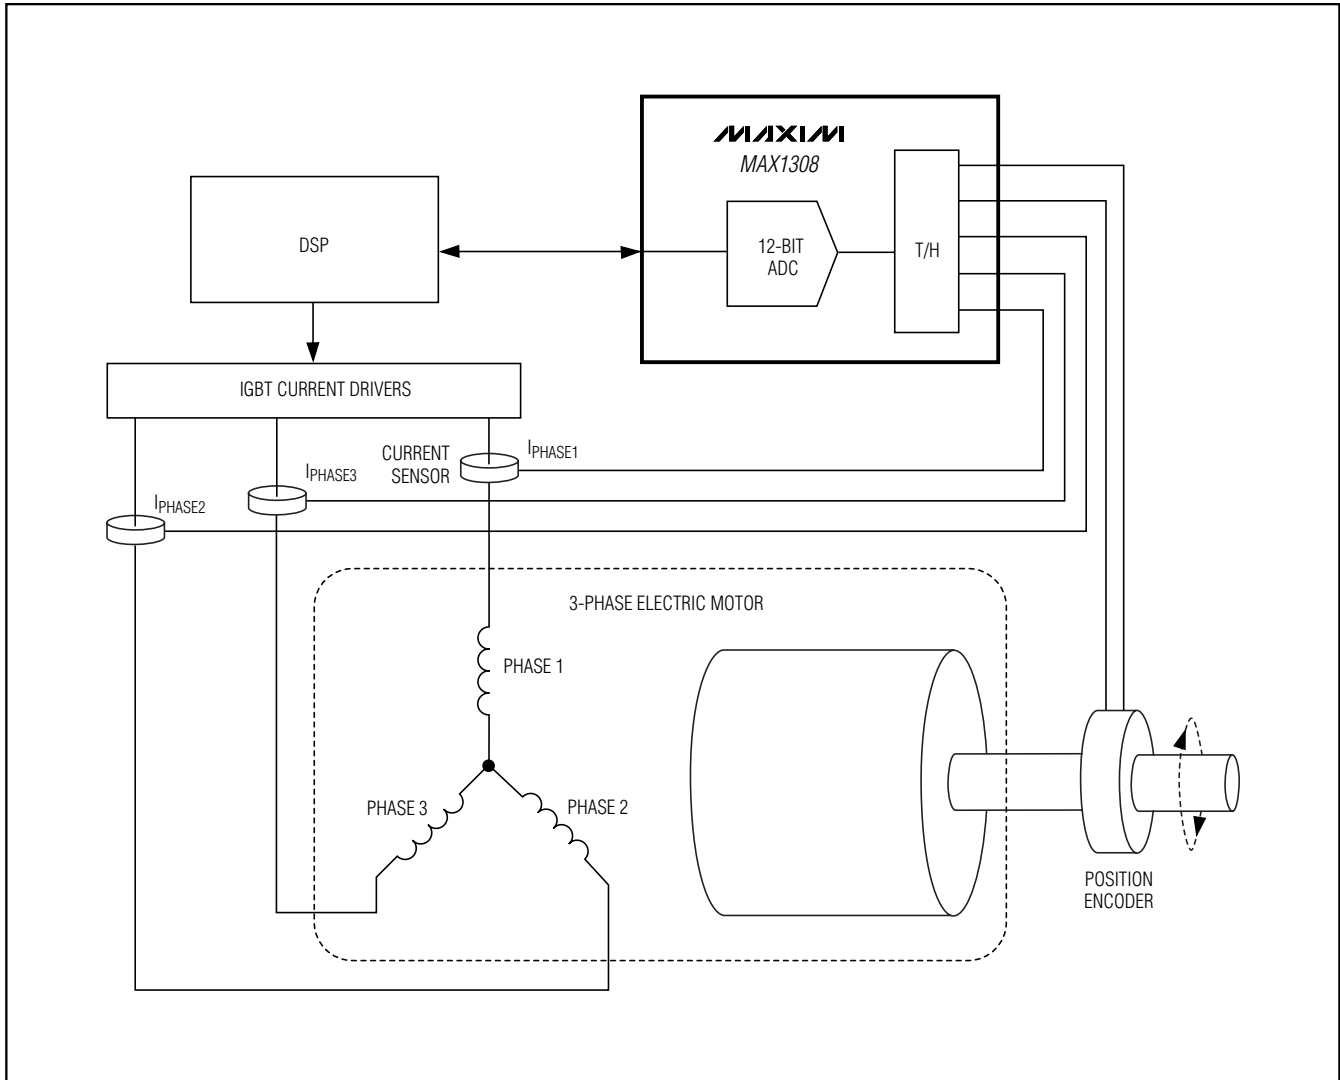 MAXIM
MAX1308
DSP
12-BIT
ADC
T/H
IGBT CURRENT DRIVERS
CURRENT
SENSOR
IPHASE1
IPHASE3
IPHASE2
3-PHASE ELECTRIC MOTOR
PHASE 1
PHASE 3
PHASE 2
POSITION
ENCODER